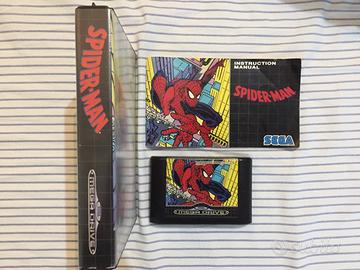 SPIDER-MAN
MEGA DRIVE
INSTRUCTION
MANUAL
SPIDER-MAN
SEGA
MEGA DRIVE